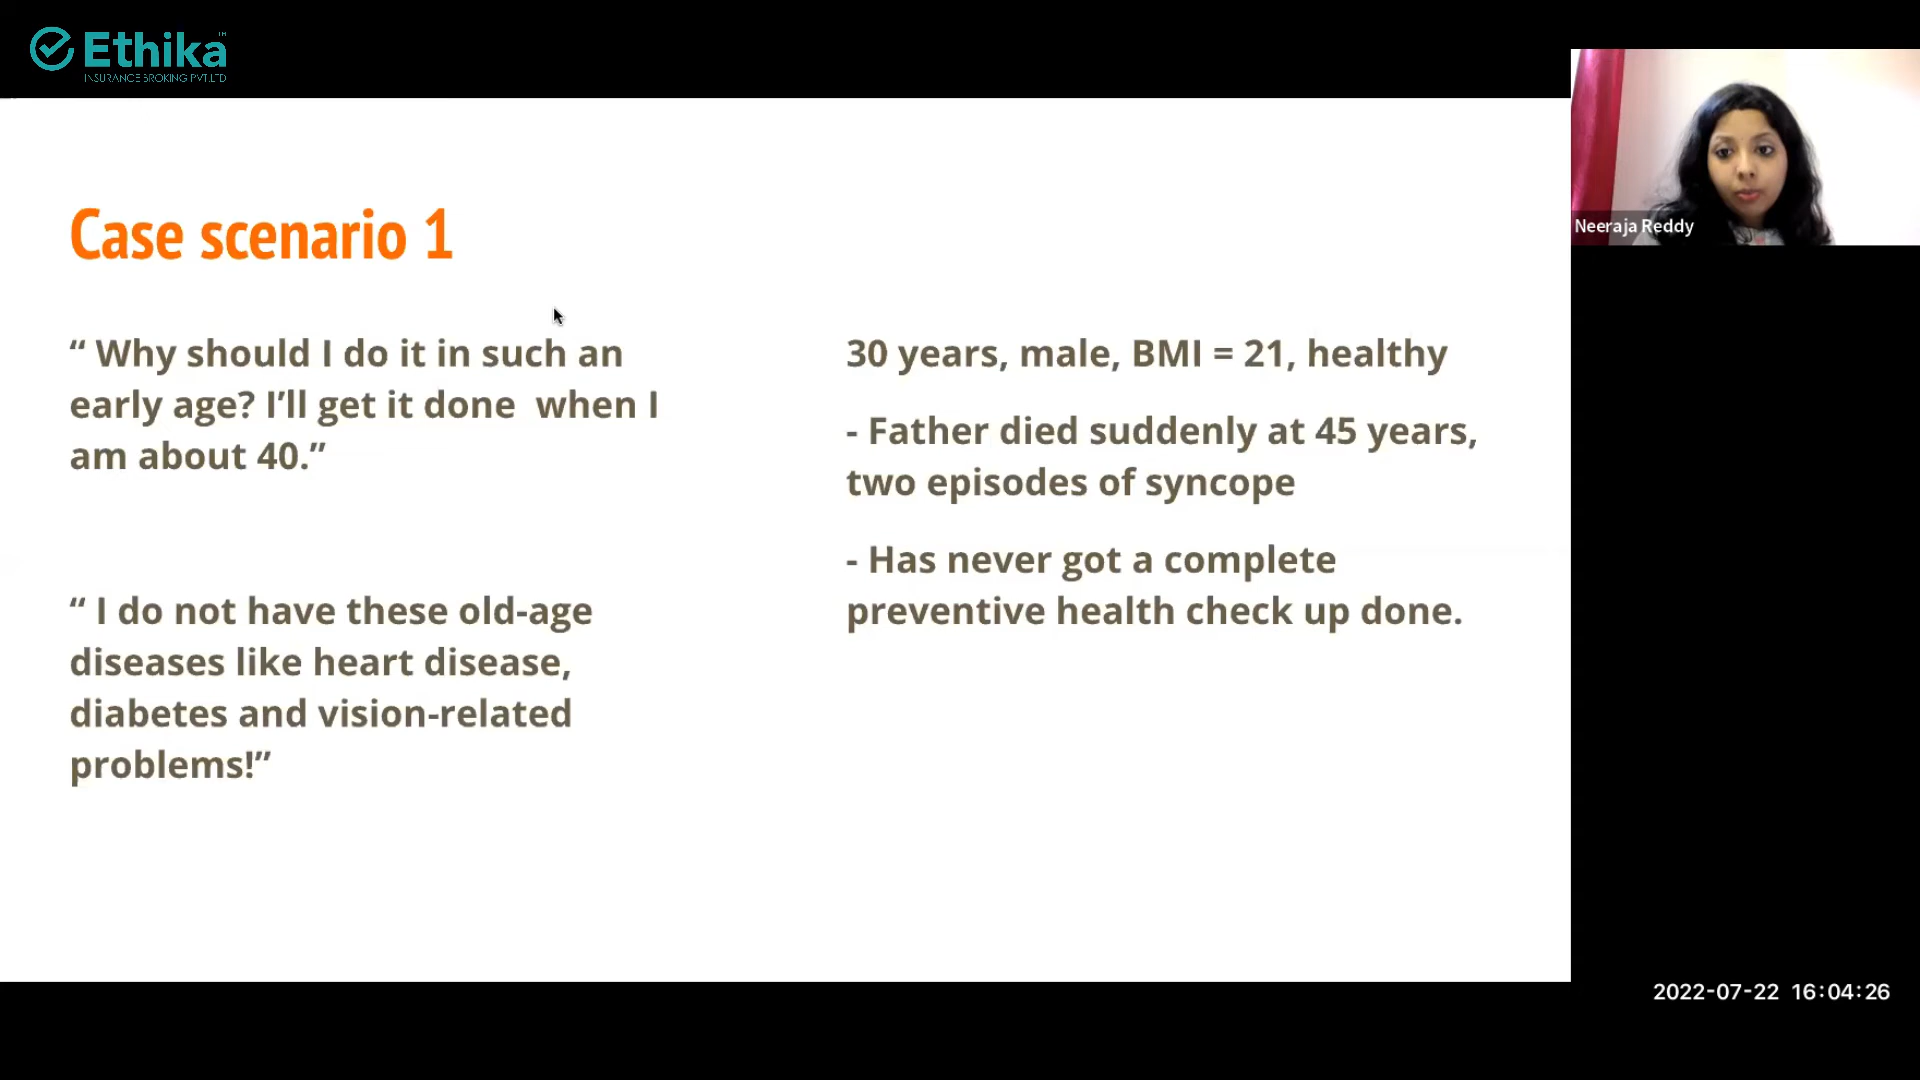 Ethika
TM
INSURANCE BROKING PVT.LTD
Neeraja Reddy
Case scenario 1
“ Why should I do it in such an
early age? I’ll get it done  when I
am about 40.”
“ I do not have these old-age
diseases like heart disease,
diabetes and vision-related
problems!”
30 years, male, BMI = 21, healthy
- Father died suddenly at 45 years,
two episodes of syncope
- Has never got a complete
preventive health check up done.
2022-07-22 16:04:26